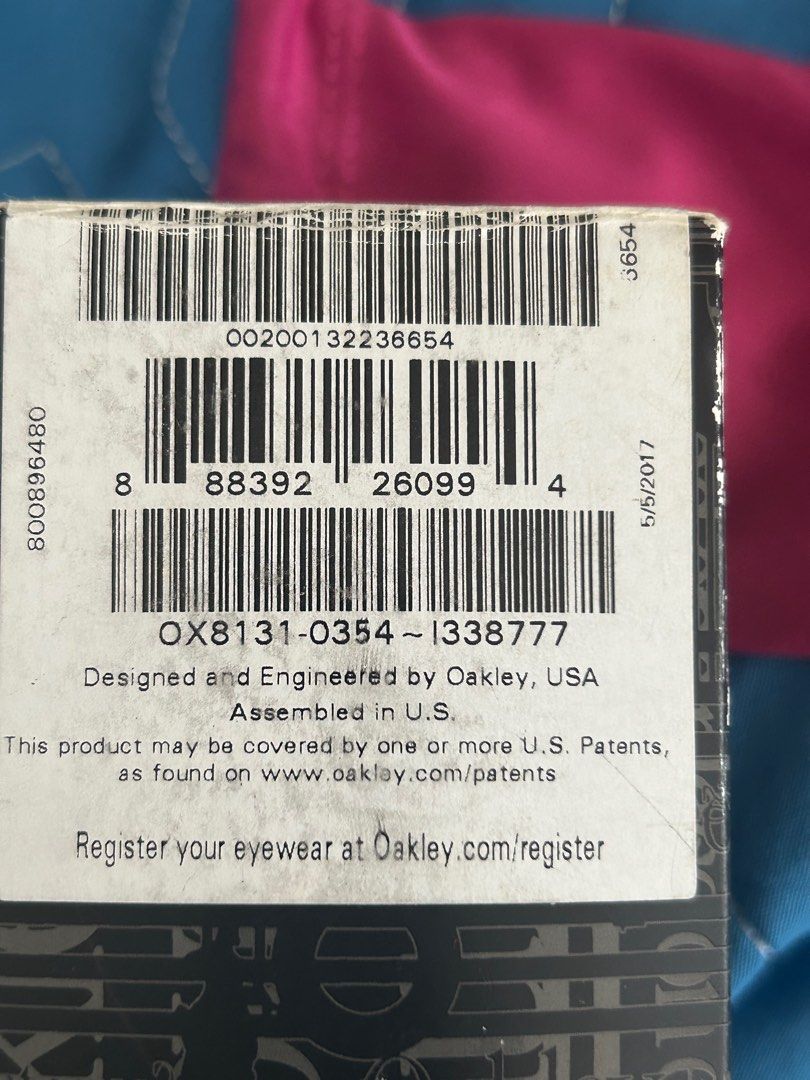 3654
00200132236654
800896480
8 88392 26099 4
5/5/2017
OX8131-0354~I338777
Designed and Engineered by Oakley, USA
Assembled in U.S.
This product may be covered by one or more U.S. Patents,
as found on www.oakley.com/patents
Register your eyewear at Oakley.com/register